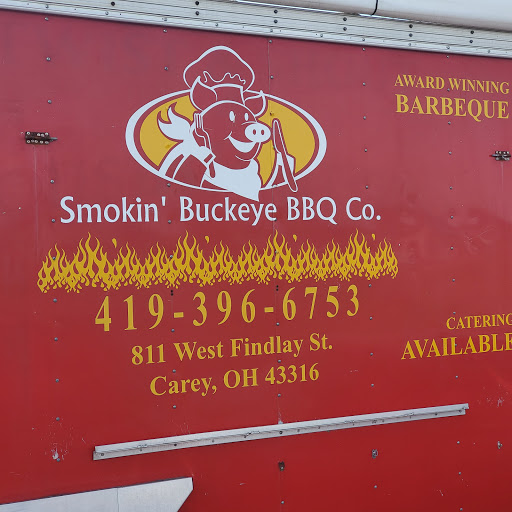 AWARD WINNING
BARBEQUE
Smokin' Buckeye BBQ Co.
419-396-6753
811 West Findlay St.
Carey, OH 43316
CATERING
AVAILABLE